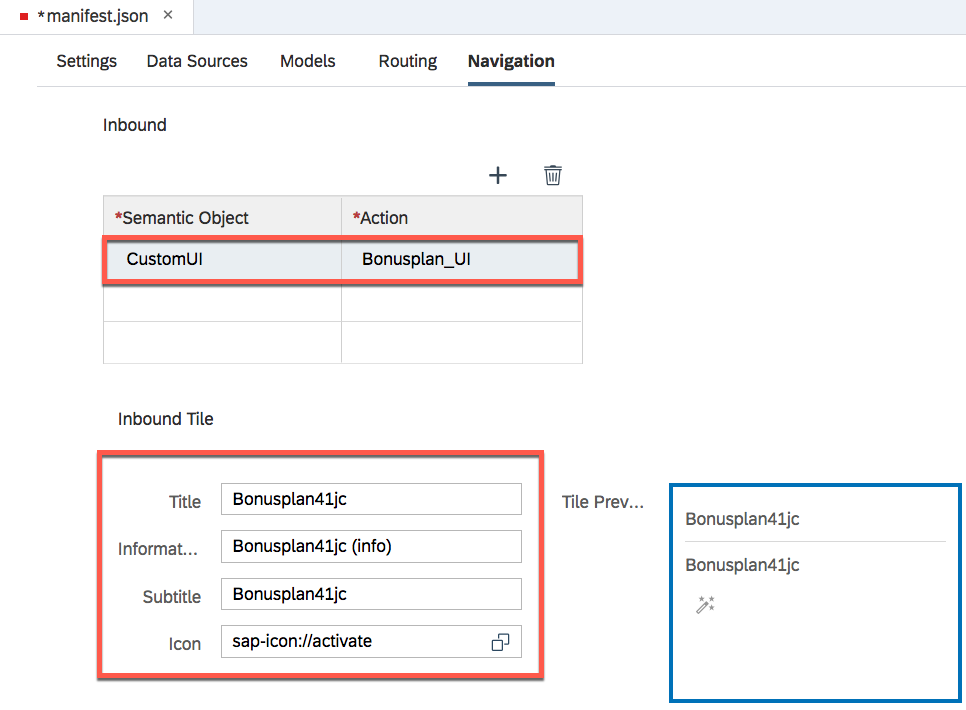 *manifest.json ×
Settings Data Sources Models Routing Navigation
Inbound
*Semantic Object *Action
CustomUI Bonusplan_UI
Inbound Tile
Title Bonusplan41jc Tile Prev... Bonusplan41jc
Informat... Bonusplan41jc (info) Bonusplan41jc
Subtitle Bonusplan41jc
Icon sap-icon://activate